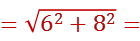 = √6² + 8² =